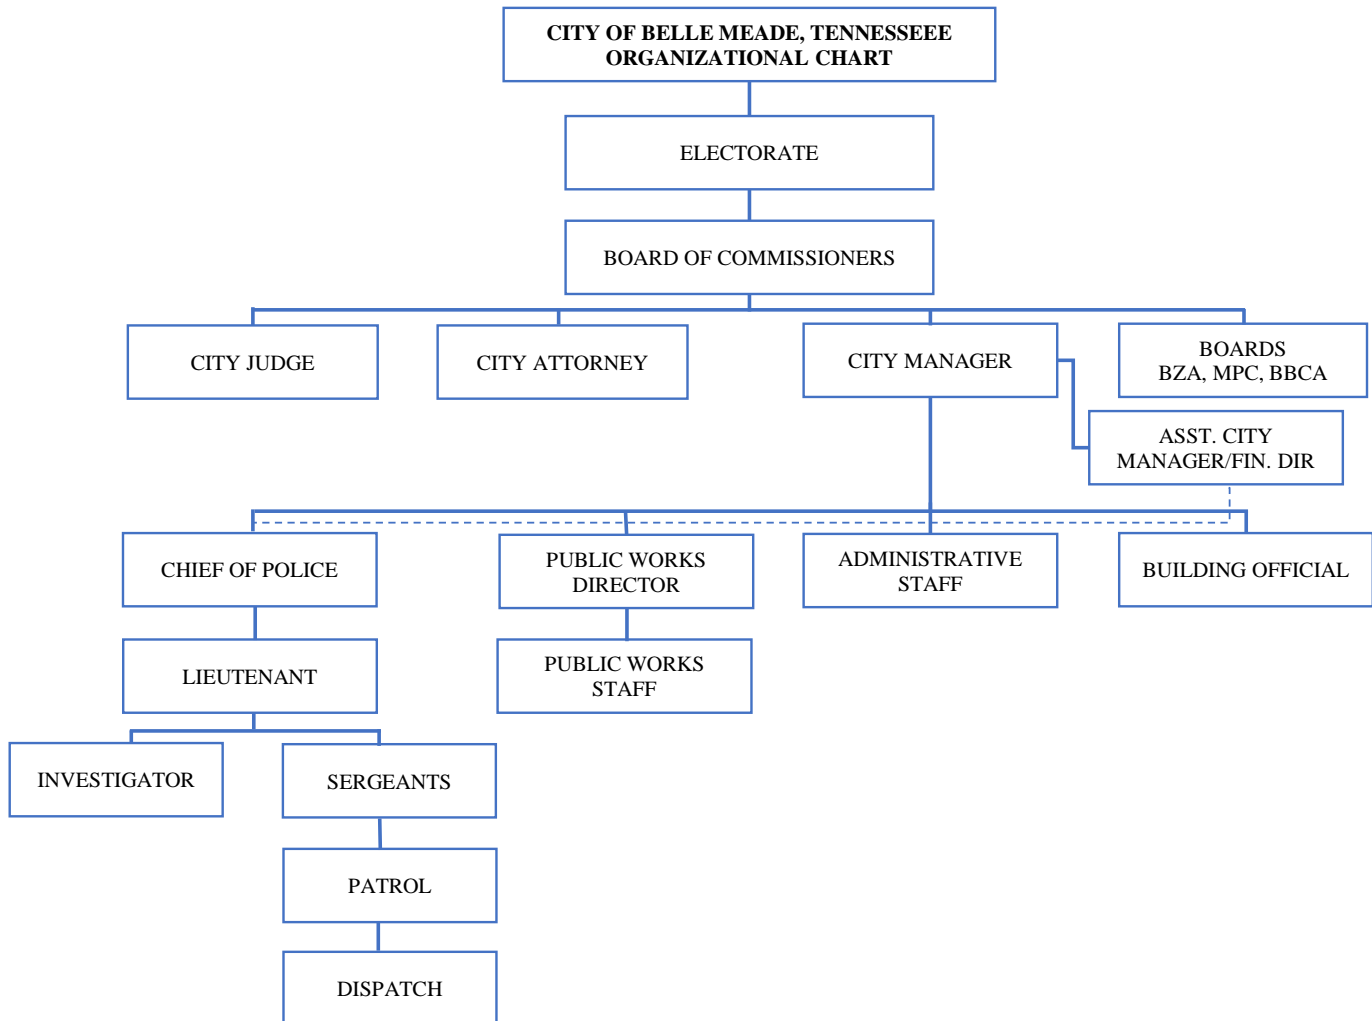 CITY OF BELLE MEADE, TENNESSEEE
ORGANIZATIONAL CHART
ELECTORATE
BOARD OF COMMISSIONERS
CITY JUDGE
CITY ATTORNEY
CITY MANAGER
BOARDS
BZA, MPC, BBCA
ASST. CITY
MANAGER/FIN. DIR
CHIEF OF POLICE
PUBLIC WORKS
DIRECTOR
ADMINISTRATIVE
STAFF
BUILDING OFFICIAL
LIEUTENANT
PUBLIC WORKS
STAFF
INVESTIGATOR
SERGEANTS
PATROL
DISPATCH